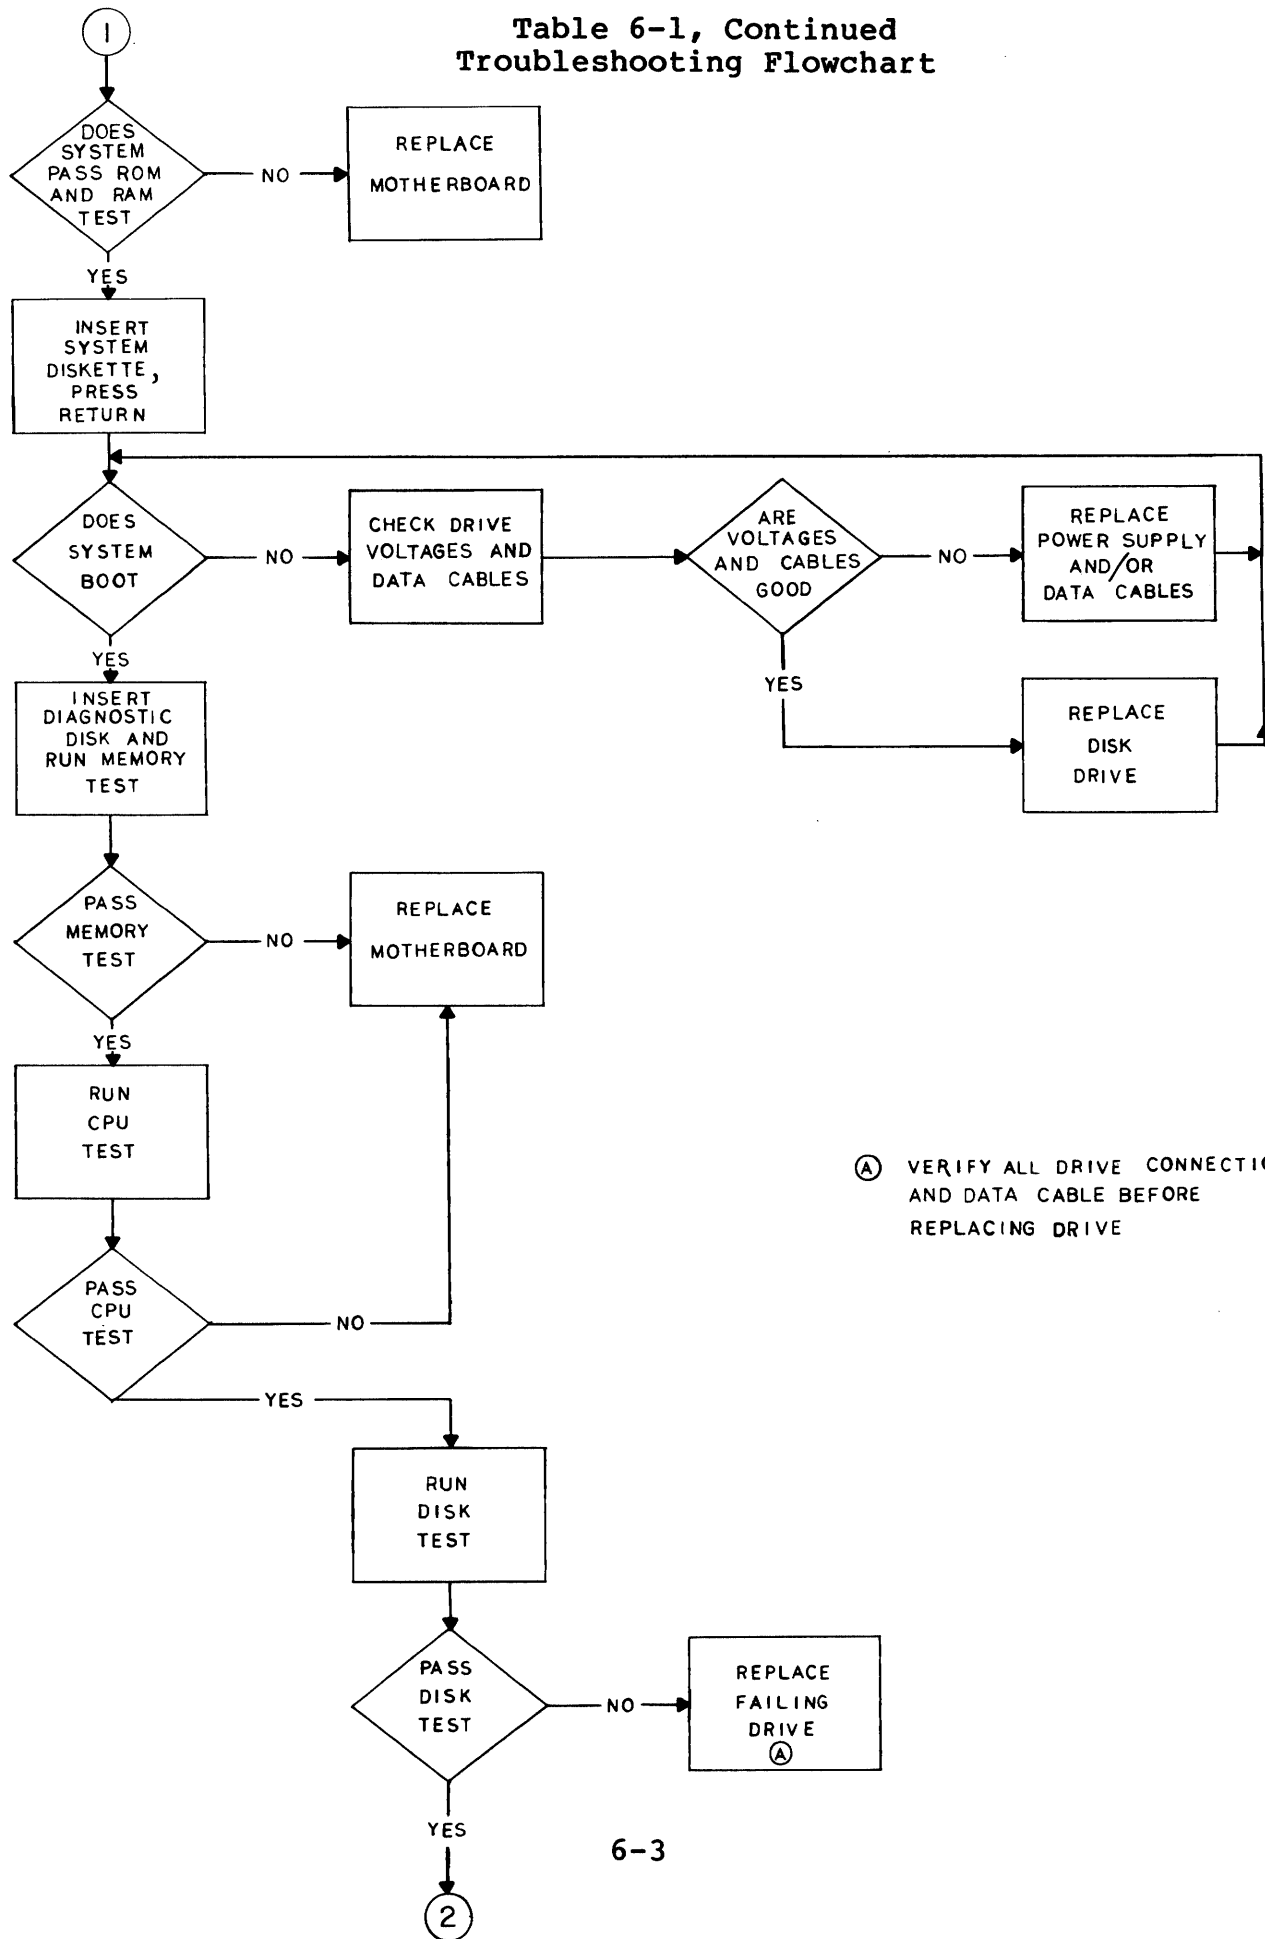 Table 6-1, Continued
Troubleshooting Flowchart
1
DOES
SYSTEM
PASS ROM
AND RAM
TEST
NO
REPLACE
MOTHERBOARD
YES
INSERT
SYSTEM
DISKETTE,
PRESS
RETURN
DOES
SYSTEM
BOOT
NO
CHECK DRIVE
VOLTAGES AND
DATA CABLES
ARE
VOLTAGES
AND CABLES
GOOD
NO
REPLACE
POWER SUPPLY
AND/OR
DATA CABLES
YES
REPLACE
DISK
DRIVE
YES
INSERT
DIAGNOSTIC
DISK AND
RUN MEMORY
TEST
PASS
MEMORY
TEST
NO
REPLACE
MOTHERBOARD
YES
RUN
CPU
TEST
A VERIFY ALL DRIVE
AND DATA CABLE BEFORE
REPLACING DRIVE
PASS
CPU
TEST
NO
YES
RUN
DISK
TEST
PASS
DISK
TEST
NO
REPLACE
FAILING
DRIVE
A
YES
6-3
2